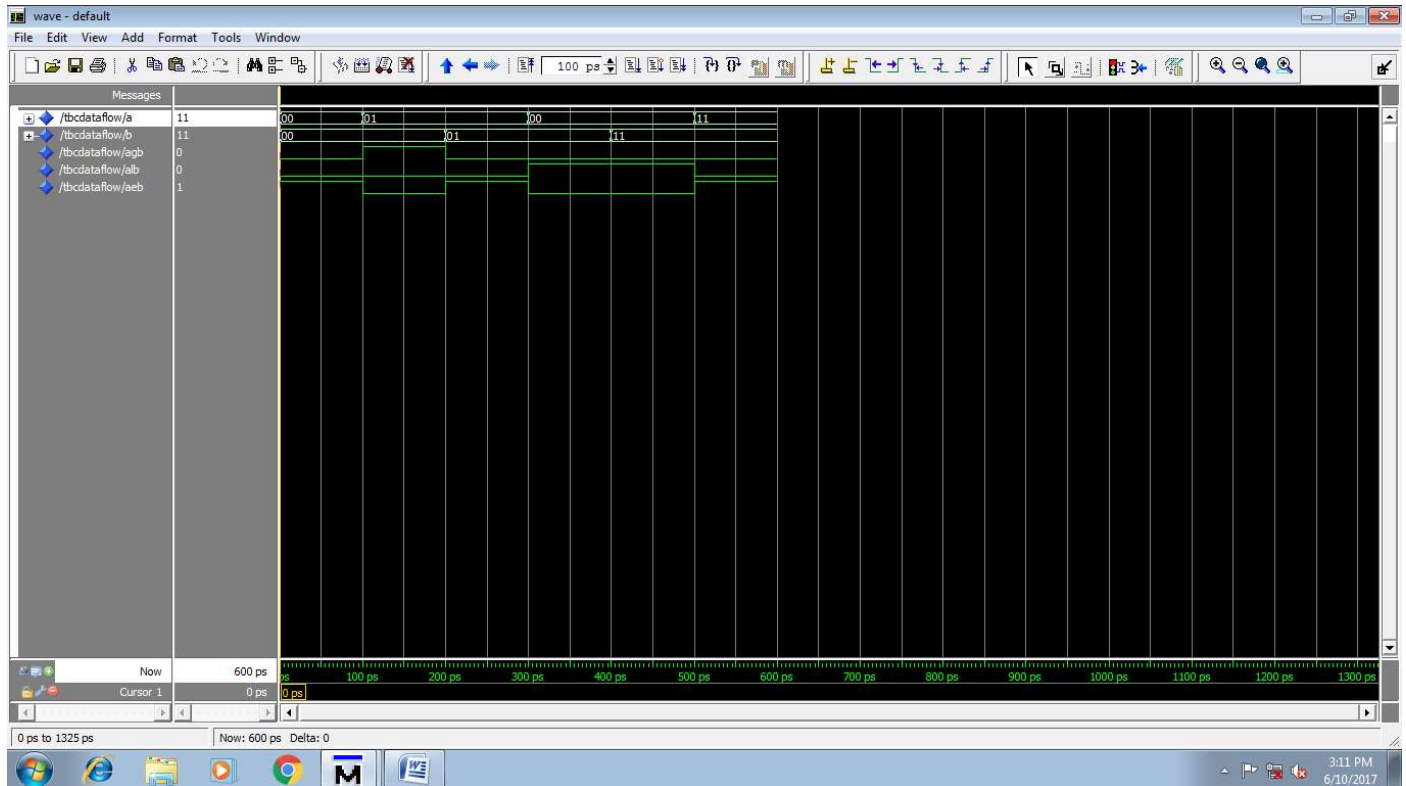 wave - default
File Edit View Add Format Tools Window
100 ps
Messages
/tbcdataflow/a 11 00 01 00 11
/tbcdataflow/b 11 00 01 11
/tbcdataflow/agb 0
/tbcdataflow/alb 0
/tbcdataflow/aeb 1
Now 600 ps ps 100 ps 200 ps 300 ps 400 ps 500 ps 600 ps 700 ps 800 ps 900 ps 1000 ps 1100 ps 1200 ps 1300 ps
Cursor 1 0 ps 0 ps
0 ps to 1325 ps Now: 600 ps Delta: 0
3:11 PM
6/10/2017